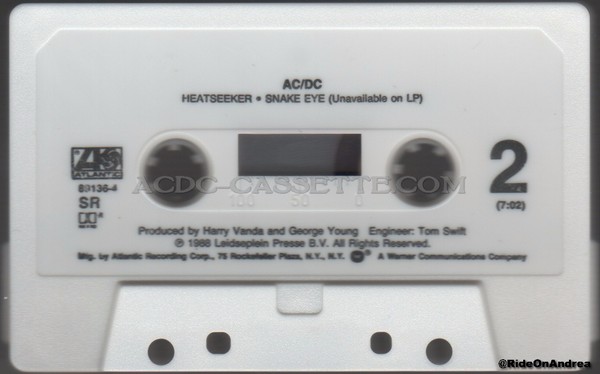 AC/DC
HEATSEEKER • SNAKE EYE (Unavailable on LP)
ATLANTIC
2
89136-4
ACDC-CASSETTE.COM
SR
(7:02)
100 50 0
Produced by Harry Vanda and George Young Engineer: Tom Swift
℗ 1988 Leidseplein Presse B.V. All Rights Reserved.
Mfg. by Atlantic Recording Corp., 75 Rockefeller Plaza, N.Y., N.Y. ® A Warner Communications Company
@RideOnAndrea